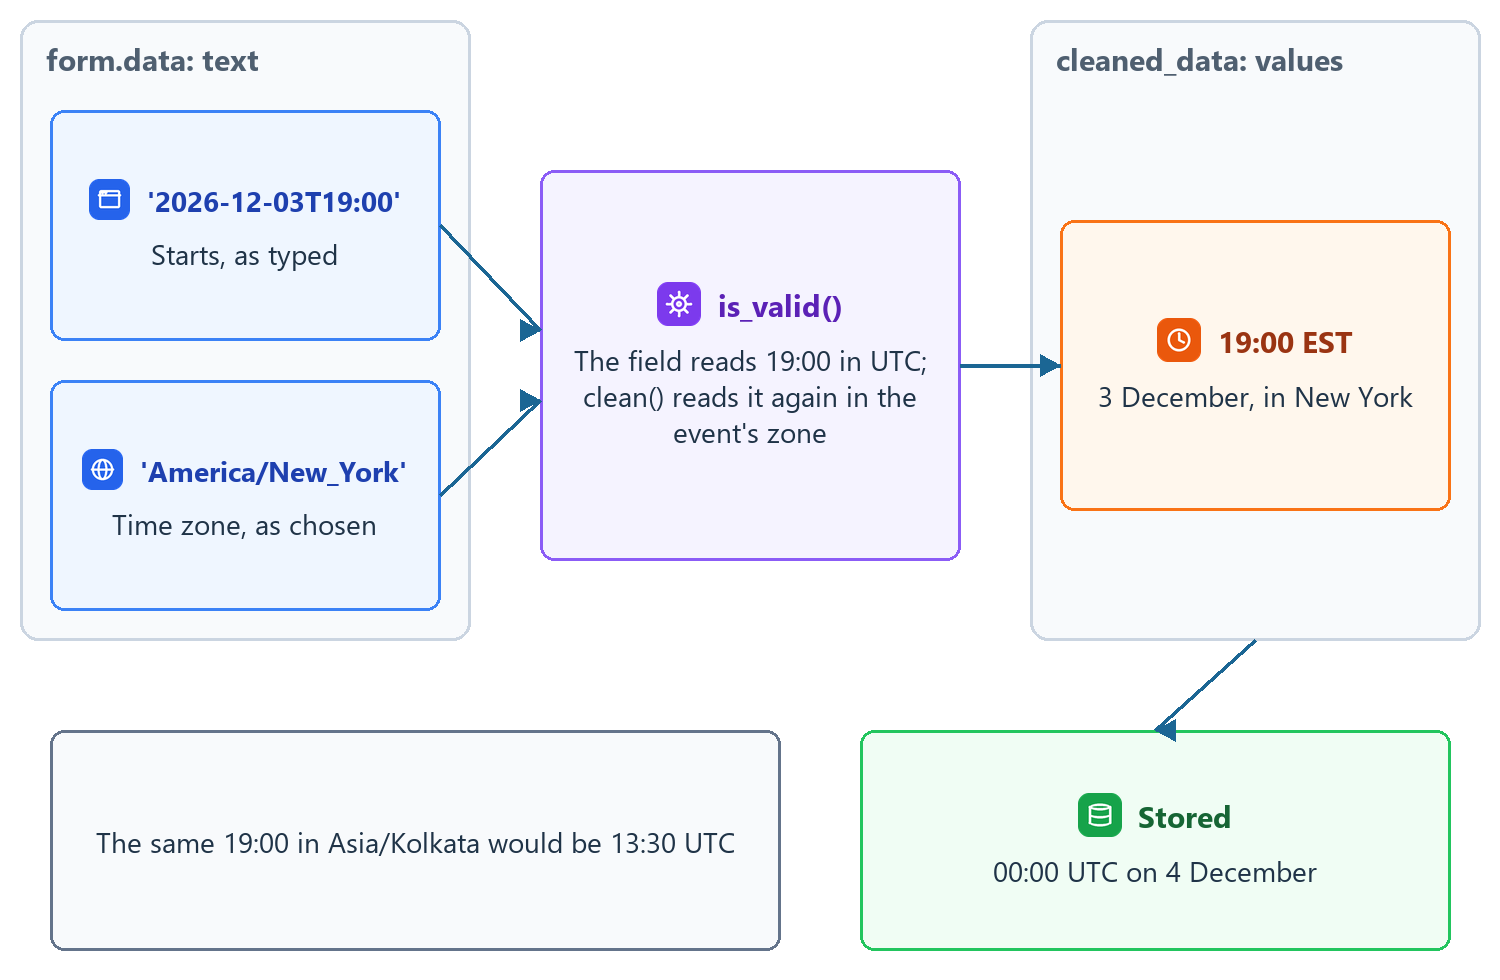 form.data: text
'2026-12-03T19:00'
Starts, as typed
'America/New_York'
Time zone, as chosen
is_valid()
The field reads 19:00 in UTC;
clean() reads it again in the
event's zone
cleaned_data: values
19:00 EST
3 December, in New York
The same 19:00 in Asia/Kolkata would be 13:30 UTC
Stored
00:00 UTC on 4 December